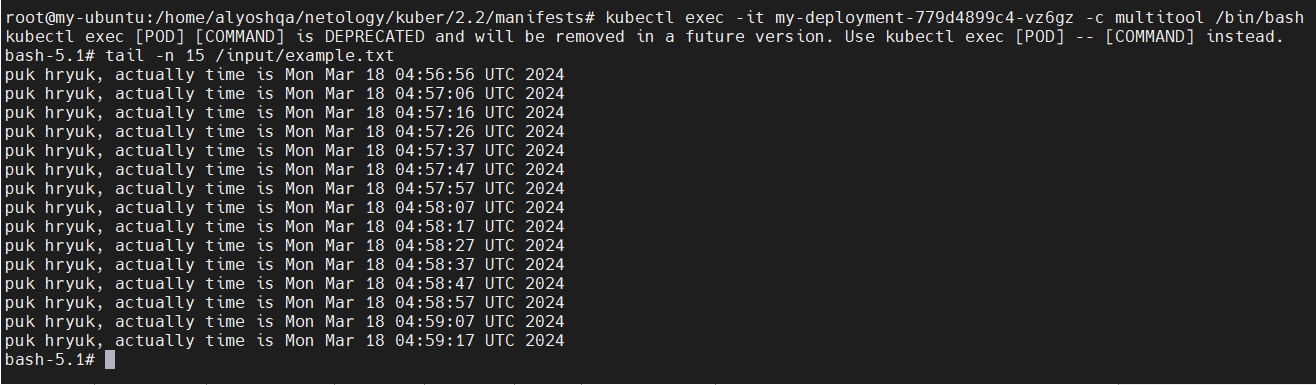 root@my-ubuntu:/home/alyoshqa/netology/kuber/2.2/manifests# kubectl exec -it my-deployment-779d4899c4-vz6gz -c multitool /bin/bash
kubectl exec [POD] [COMMAND] is DEPRECATED and will be removed in a future version. Use kubectl exec [POD] -- [COMMAND] instead.
bash-5.1# tail -n 15 /input/example.txt
puk hryuk, actually time is Mon Mar 18 04:56:56 UTC 2024
puk hryuk, actually time is Mon Mar 18 04:57:06 UTC 2024
puk hryuk, actually time is Mon Mar 18 04:57:16 UTC 2024
puk hryuk, actually time is Mon Mar 18 04:57:26 UTC 2024
puk hryuk, actually time is Mon Mar 18 04:57:37 UTC 2024
puk hryuk, actually time is Mon Mar 18 04:57:47 UTC 2024
puk hryuk, actually time is Mon Mar 18 04:57:57 UTC 2024
puk hryuk, actually time is Mon Mar 18 04:58:07 UTC 2024
puk hryuk, actually time is Mon Mar 18 04:58:17 UTC 2024
puk hryuk, actually time is Mon Mar 18 04:58:27 UTC 2024
puk hryuk, actually time is Mon Mar 18 04:58:37 UTC 2024
puk hryuk, actually time is Mon Mar 18 04:58:47 UTC 2024
puk hryuk, actually time is Mon Mar 18 04:58:57 UTC 2024
puk hryuk, actually time is Mon Mar 18 04:59:07 UTC 2024
puk hryuk, actually time is Mon Mar 18 04:59:17 UTC 2024
bash-5.1#